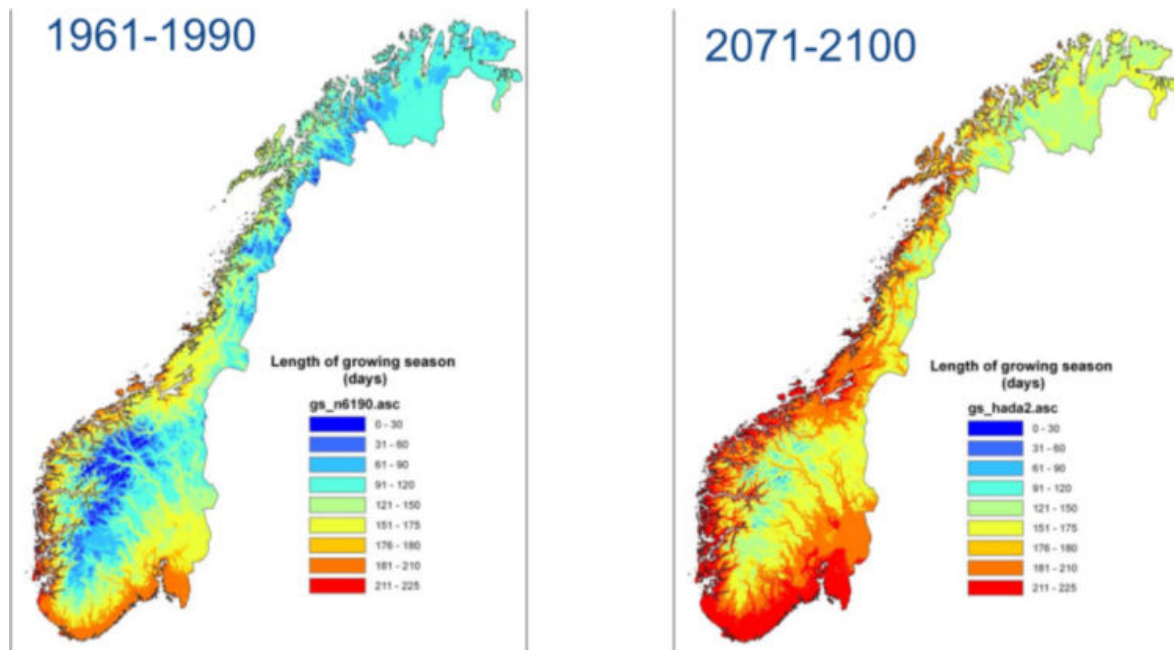 1961-1990
Length of growing season
(days)
gs_n6190.asc
0 - 30
31 - 60
61 - 90
91 - 120
121 - 150
151 - 175
176 - 180
181 - 210
211 - 225
2071-2100
Length of growing season
(days)
gs_hada2.asc
0 - 30
31 - 60
61 - 90
91 - 120
121 - 150
151 - 175
176 - 180
181 - 210
211 - 225